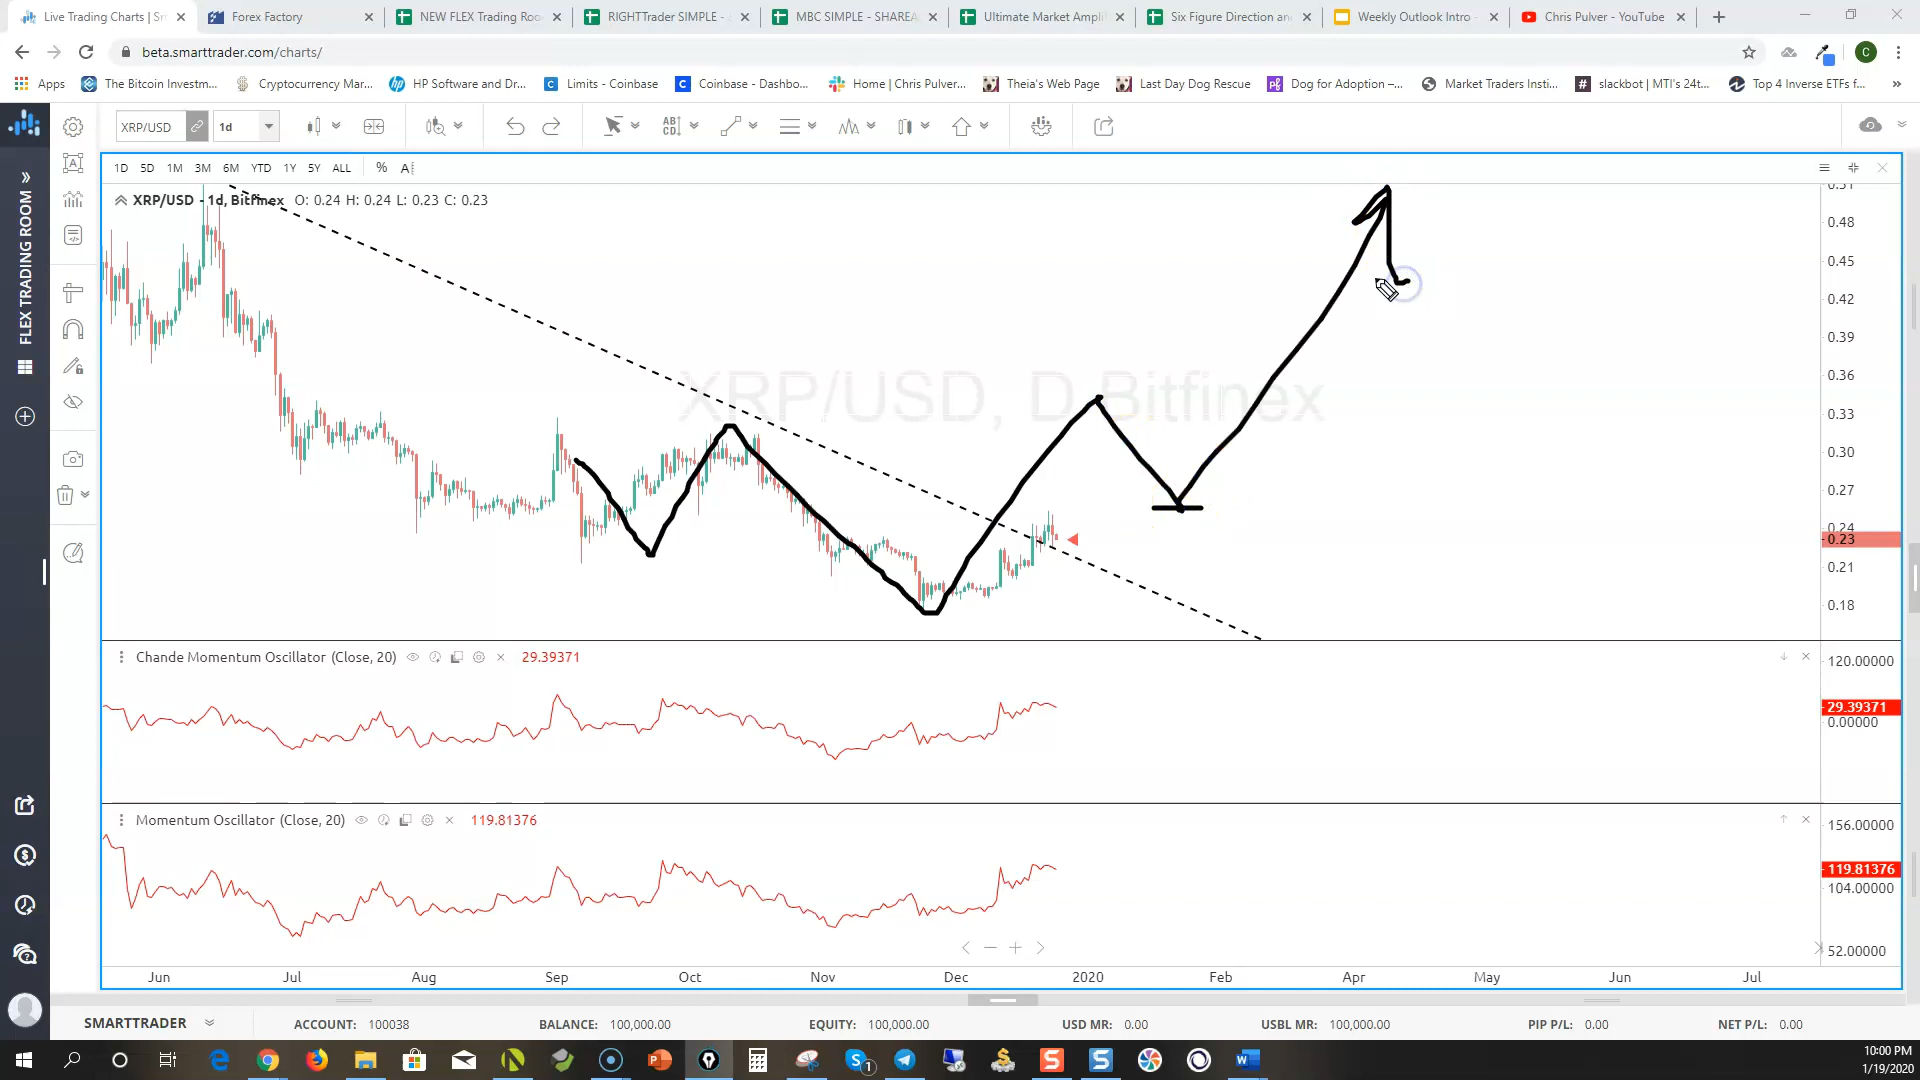 Live Trading Charts | Sm
Forex Factory
NEW FLEX Trading Roo
RIGHTTrader SIMPLE -
MBC SIMPLE - SHAREA
Ultimate Market Ampli
Six Figure Direction an
Weekly Outlook Intro -
Chris Pulver - YouTube
beta.smarttrader.com/charts/
C
Apps
The Bitcoin Investm...
Cryptocurrency Mar...
HP Software and Dr...
Limits - Coinbase
Coinbase - Dashbo...
Home | Chris Pulver...
Theia's Web Page
Last Day Dog Rescue
Dog for Adoption –...
Market Traders Insti...
slackbot | MTI's 24t...
Top 4 Inverse ETFs f...
»
XRP/USD
1d
AB
CD
1D 5D 1M 3M 6M YTD 1Y 5Y ALL % A
XRP/USD - 1d, Bitfinex O: 0.24 H: 0.24 L: 0.23 C: 0.23
FLEX TRADING ROOM
XRP/USD, D Bitfinex
0.51
0.48
0.45
0.42
0.39
0.36
0.33
0.30
0.27
0.24
0.23
0.21
0.18
Chande Momentum Oscillator (Close, 20) 29.39371
120.00000
29.39371
0.00000
Momentum Oscillator (Close, 20) 119.81376
156.00000
119.81376
104.00000
52.00000
Jun Jul Aug Sep Oct Nov Dec 2020 Feb Apr May Jun Jul
SMARTTRADER ACCOUNT: 100038 BALANCE: 100,000.00 EQUITY: 100,000.00 USD MR: 0.00 USBL MR: 100,000.00 PIP P/L: 0.00 NET P/L: 0.00
10:00 PM
1/19/2020